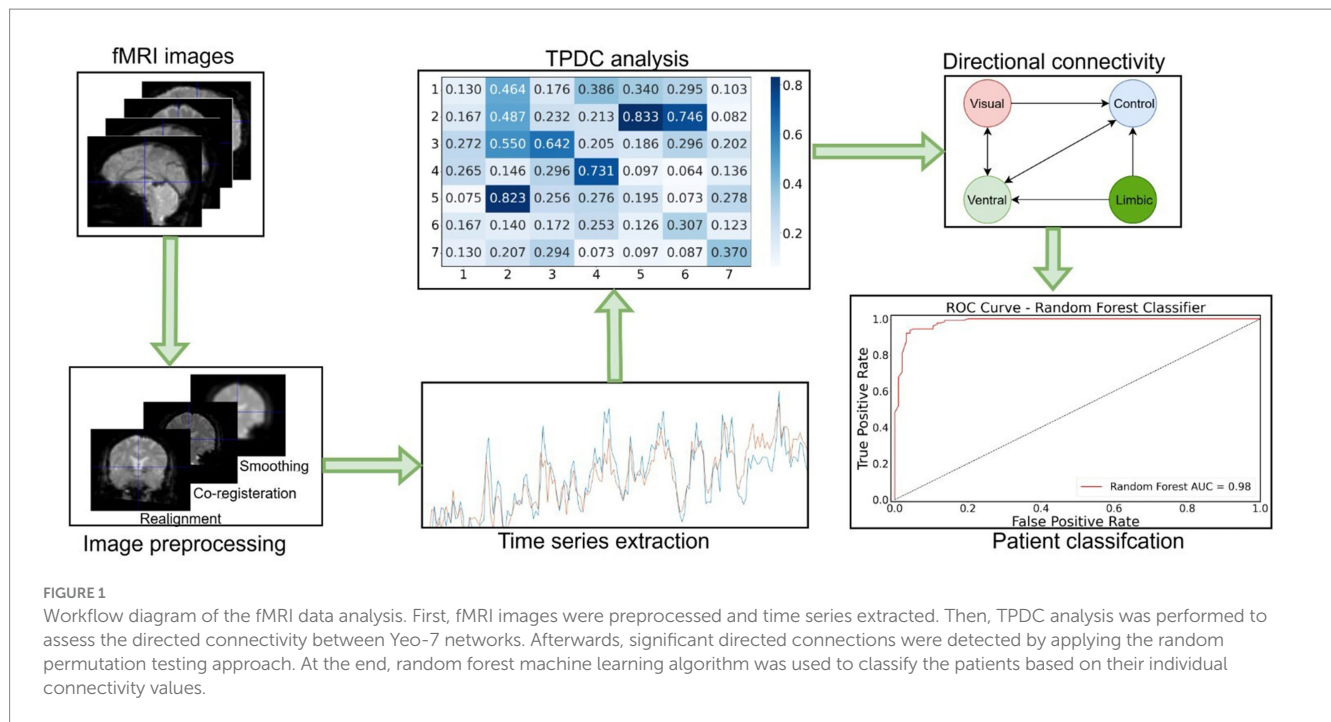 fMRI images
TPDC analysis
1 0.130 0.464 0.176 0.386 0.340 0.295 0.103
2 0.167 0.487 0.232 0.213 0.833 0.746 0.082
3 0.272 0.550 0.642 0.205 0.186 0.296 0.202
4 0.265 0.146 0.296 0.731 0.097 0.064 0.136
5 0.075 0.823 0.256 0.276 0.195 0.073 0.278
6 0.167 0.140 0.172 0.253 0.126 0.307 0.123
7 0.130 0.207 0.294 0.073 0.097 0.087 0.370
1 2 3 4 5 6 7
0.8
0.6
0.4
0.2
Directional connectivity
Visual
Control
Ventral
Limbic
Smoothing
Co-registeration
Realignment
Image preprocessing
Time series extraction
ROC Curve - Random Forest Classifier
True Positive Rate
1.0
0.8
0.6
0.4
0.2
0.0
Random Forest AUC = 0.98
0.0 0.2 0.4 0.6 0.8 1.0
False Positive Rate
Patient classifcation
FIGURE 1
Workflow diagram of the fMRI data analysis. First, fMRI images were preprocessed and time series extracted. Then, TPDC analysis was performed to
assess the directed connectivity between Yeo-7 networks. Afterwards, significant directed connections were detected by applying the random
permutation testing approach. At the end, random forest machine learning algorithm was used to classify the patients based on their individual
connectivity values.